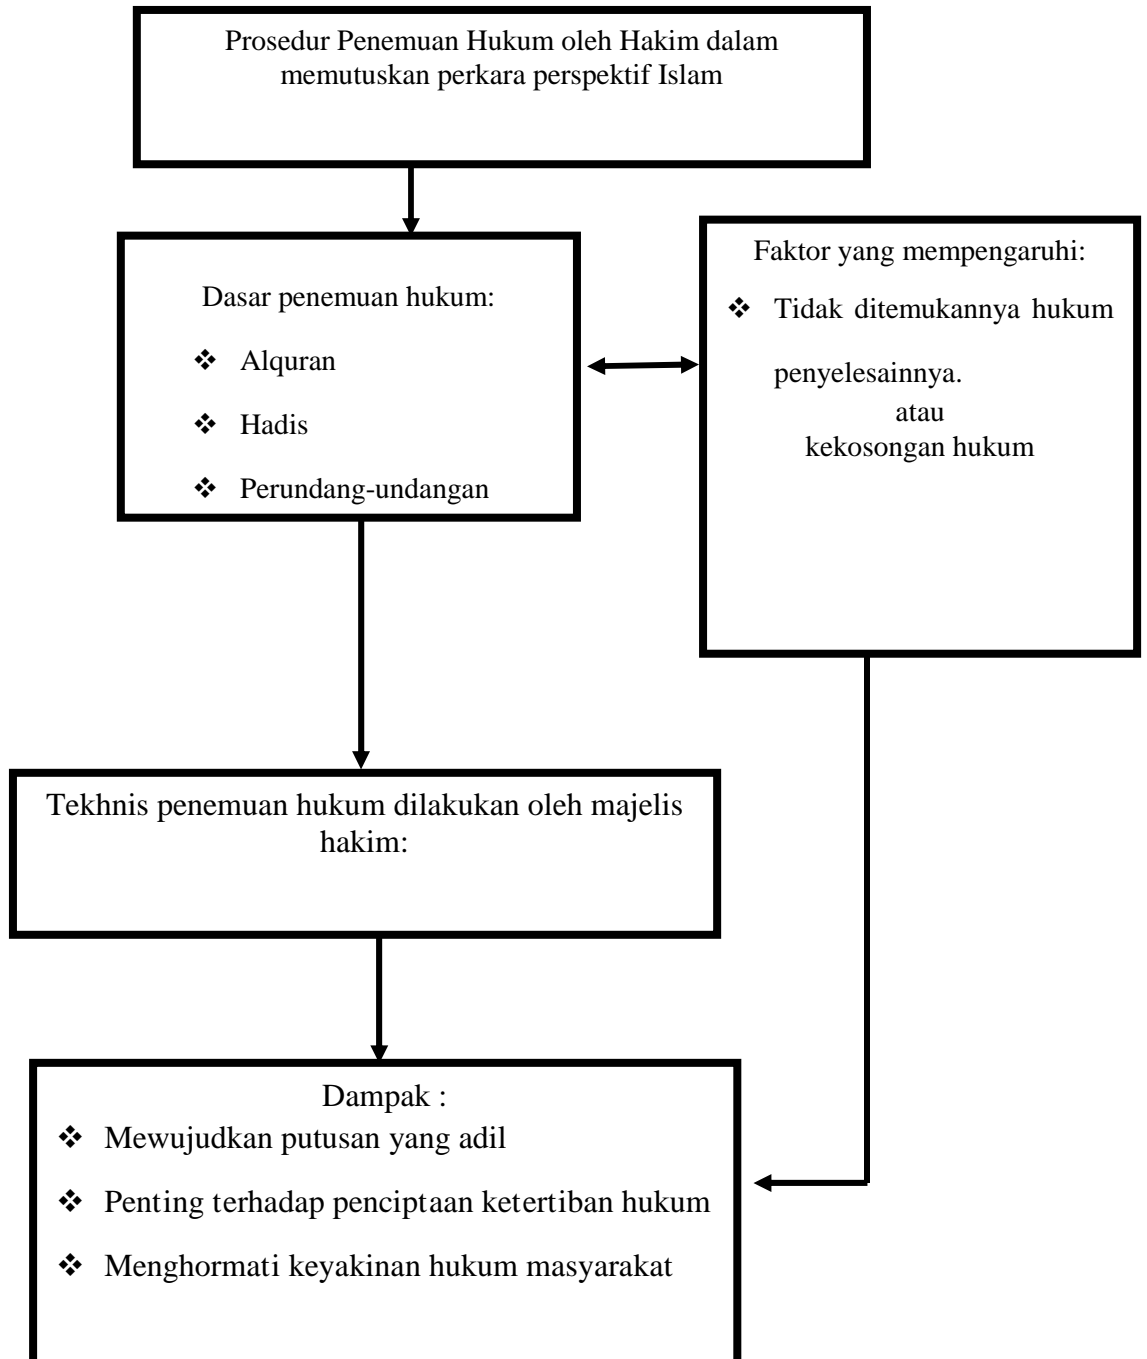 Prosedur Penemuan Hukum oleh Hakim dalam
memutuskan perkara perspektif Islam
Dasar penemuan hukum:
❖ Alquran
❖ Hadis
❖ Perundang-undangan
Faktor yang mempengaruhi:
❖ Tidak ditemukannya hukum
penyelesainnya.
atau
kekosongan hukum
Tekhnis penemuan hukum dilakukan oleh majelis
hakim:
Dampak :
❖ Mewujudkan putusan yang adil
❖ Penting terhadap penciptaan ketertiban hukum
❖ Menghormati keyakinan hukum masyarakat